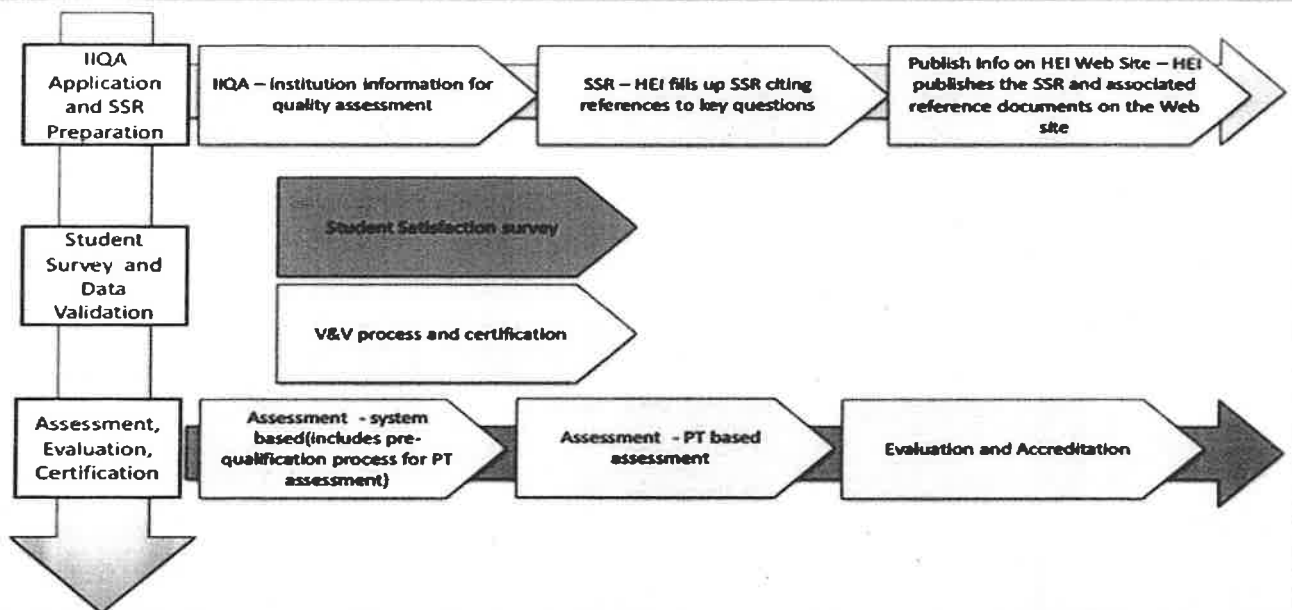 IIQA
Application
and SSR
Preparation
IIQA – Institution information for
quality assessment
SSR – HEI fills up SSR citing
references to key questions
Publish Info on HEI Web Site – HEI
publishes the SSR and associated
reference documents on the Web
site
Student
Survey and
Data
Validation
Student Satisfaction survey
V&V process and certification
Assessment,
Evaluation,
Certification
Assessment - system
based(includes pre-
qualification process for PT
assessment)
Assessment - PT based
assessment
Evaluation and Accreditation